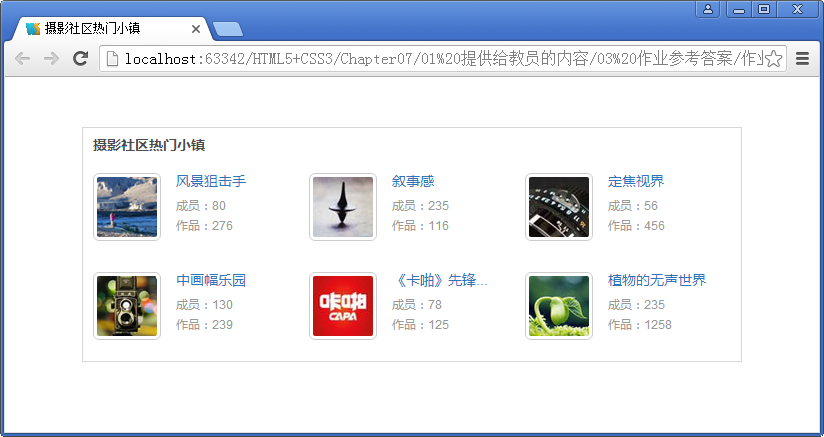 摄影社区热门小镇
localhost:63342/HTML5+CSS3/Chapter07/01%20提供给教员的内容/03%20作业参考答案/作业
摄影社区热门小镇
风景狙击手
成员：80
作品：276
叙事感
成员：235
作品：116
定焦视界
成员：56
作品：456
中画幅乐园
成员：130
作品：239
咔啪
CAPA
《卡啪》先锋...
成员：78
作品：125
植物的无声世界
成员：235
作品：1258